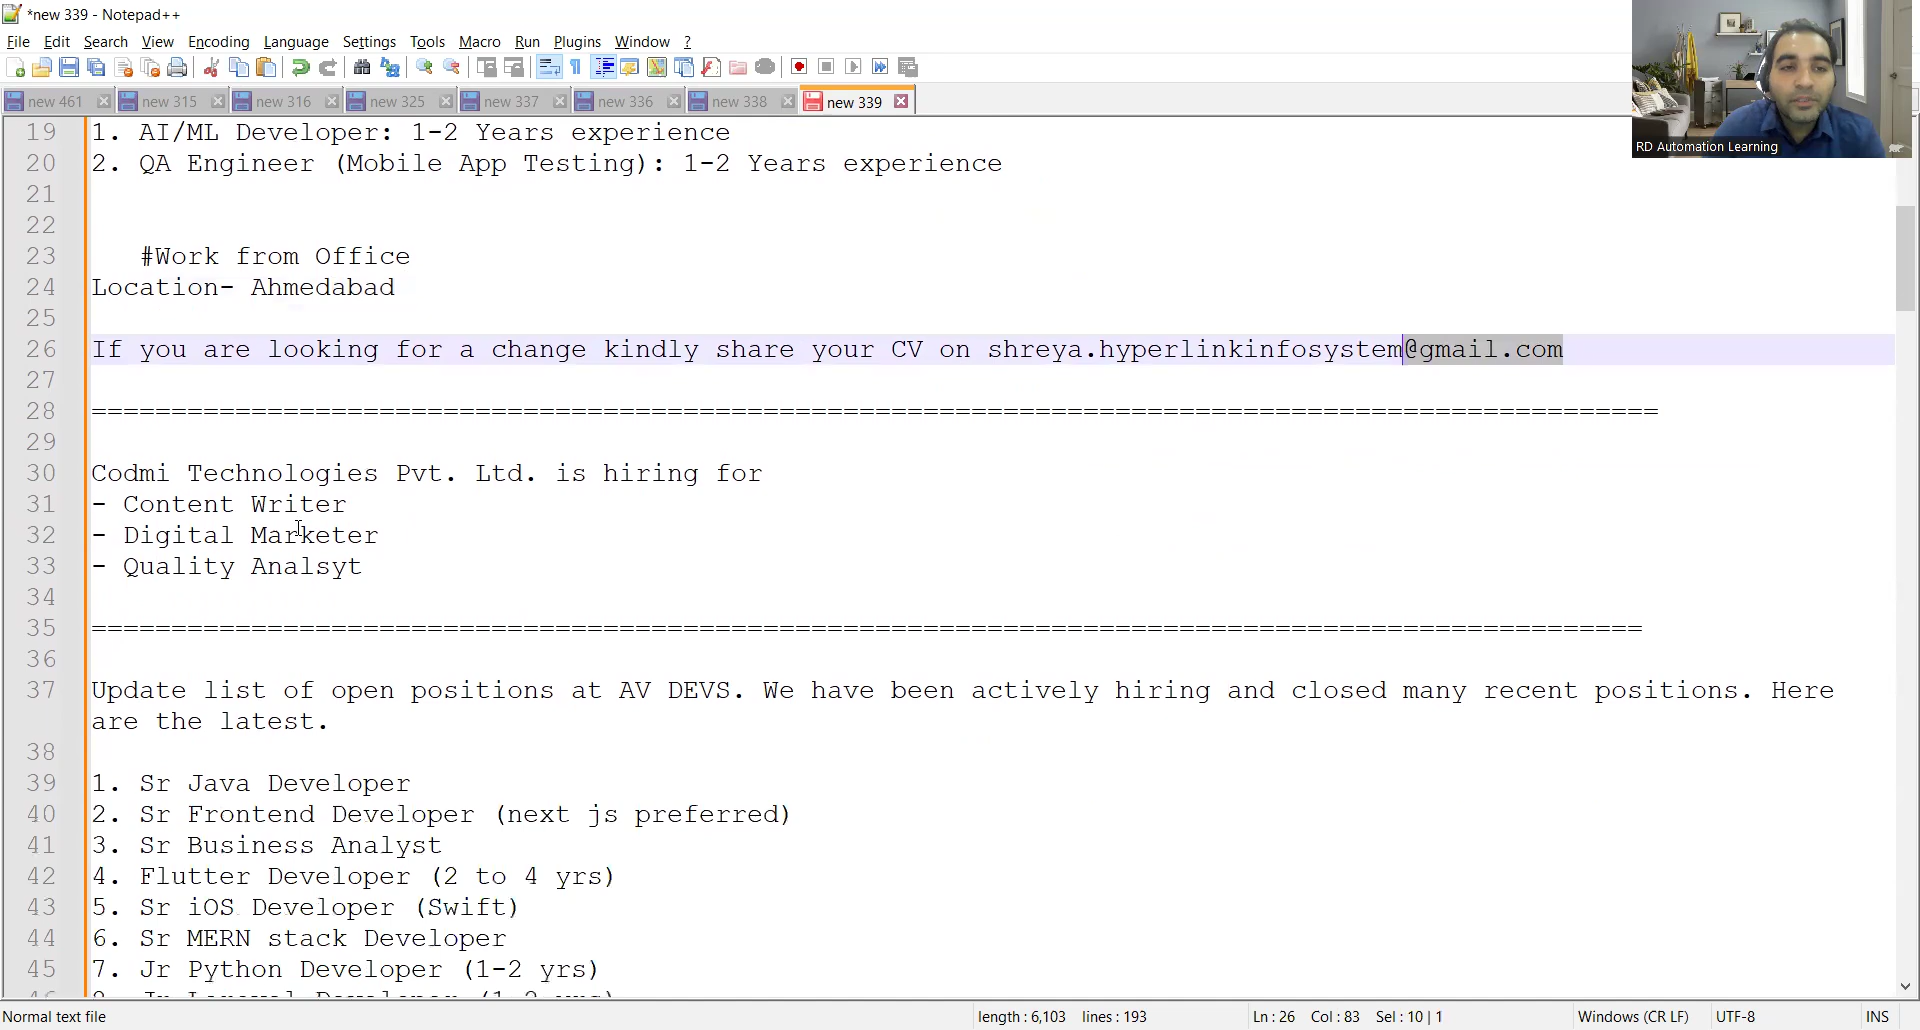 *new 339 - Notepad++
File Edit Search View Encoding Language Settings Tools Macro Run Plugins Window ?
new 461 new 315 new 316 new 325 new 337 new 336 new 338 new 339
RD Automation Learning
19 1. AI/ML Developer: 1-2 Years experience
20 2. QA Engineer (Mobile App Testing): 1-2 Years experience
21
22
23 #Work from Office
24 Location- Ahmedabad
25
26 If you are looking for a change kindly share your CV on shreya.hyperlinkinfosystem@gmail.com
27
28 ==================================================================================================
29
30 Codmi Technologies Pvt. Ltd. is hiring for
31 - Content Writer
32 - Digital Marketer
33 - Quality Analsyt
34
35 =================================================================================================
36
37 Update list of open positions at AV DEVS. We have been actively hiring and closed many recent positions. Here
are the latest.
38
39 1. Sr Java Developer
40 2. Sr Frontend Developer (next js preferred)
41 3. Sr Business Analyst
42 4. Flutter Developer (2 to 4 yrs)
43 5. Sr iOS Developer (Swift)
44 6. Sr MERN stack Developer
45 7. Jr Python Developer (1-2 yrs)
Normal text file length : 6,103 lines : 193 Ln : 26 Col : 83 Sel : 10 | 1 Windows (CR LF) UTF-8 INS